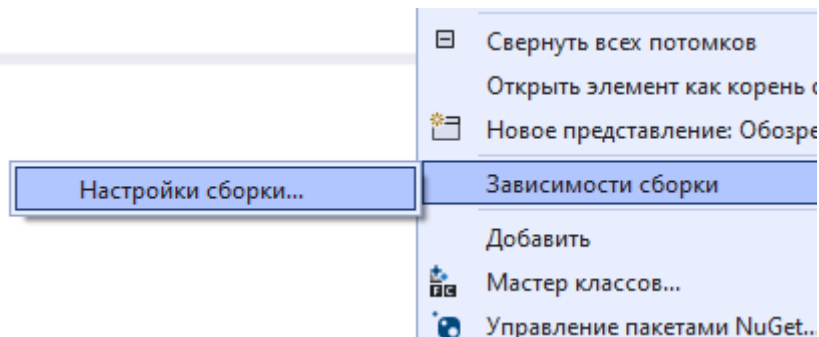 Свернуть всех потомков
Открыть элемент как корень
Новое представление: Обозре
Зависимости сборки
Настройки сборки...
Добавить
Мастер классов...
Управление пакетами NuGet...